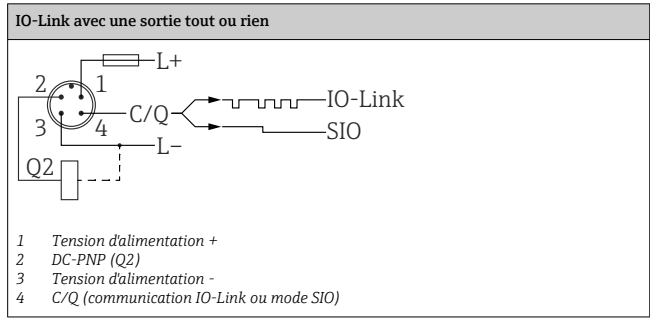 IO-Link avec une sortie tout ou rien
L+
2
1
IO-Link
C/Q
3
4
SIO
L–
Q2
1 Tension d'alimentation +
2 DC-PNP (Q2)
3 Tension d'alimentation -
4 C/Q (communication IO-Link ou mode SIO)